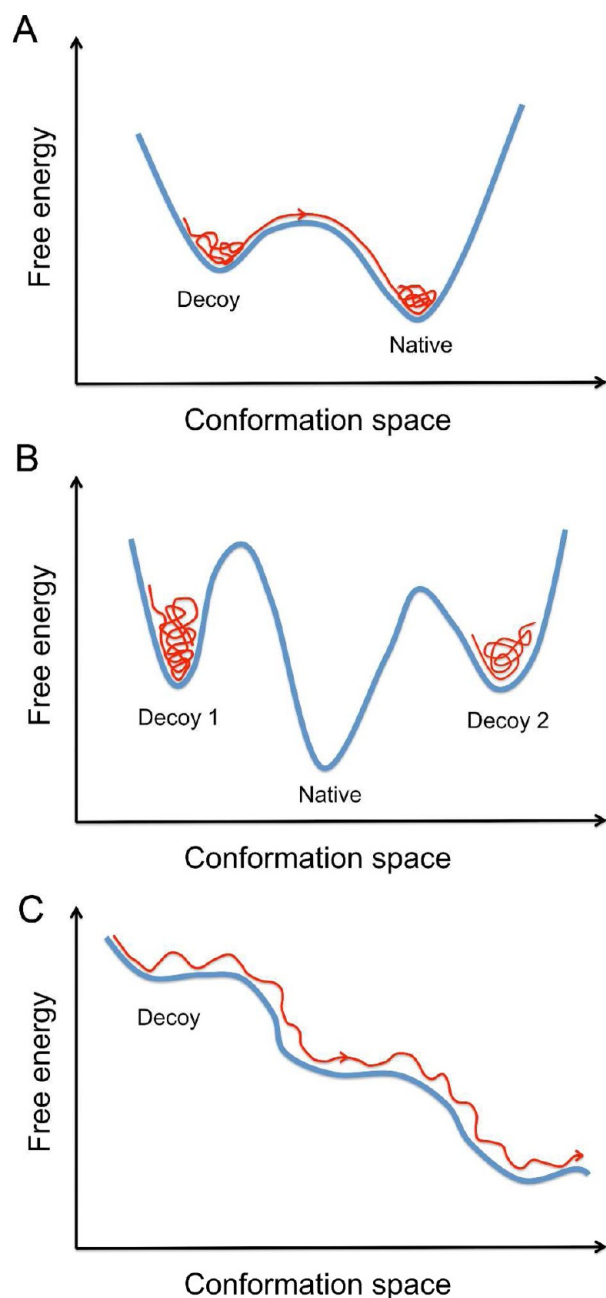 A
Free energy
Decoy
Native
Conformation space
B
Free energy
Decoy 1
Decoy 2
Native
Conformation space
C
Free energy
Decoy
Conformation space